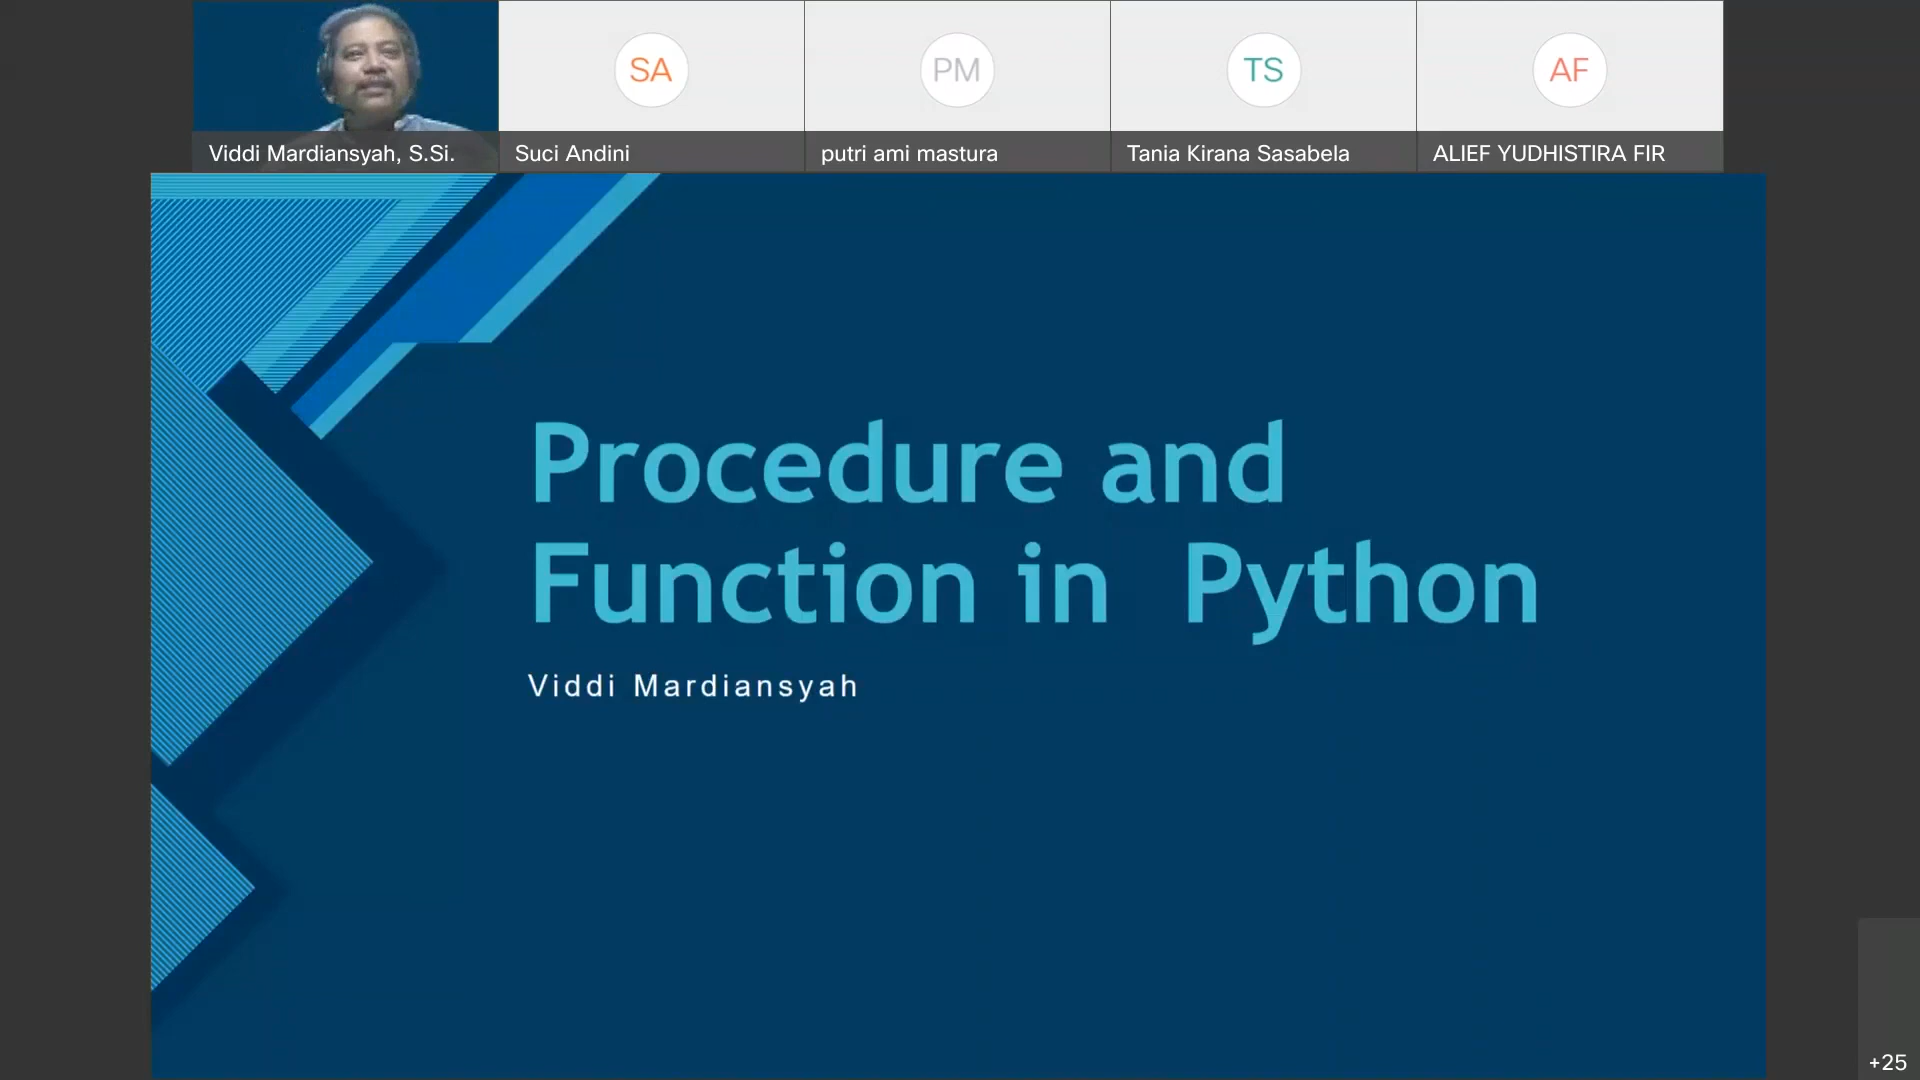 SA
PM
TS
AF
Viddi Mardiansyah, S.Si.
Suci Andini
putri ami mastura
Tania Kirana Sasabela
ALIEF YUDHISTIRA FIR
Procedure and
Function in  Python
Viddi Mardiansyah
+25